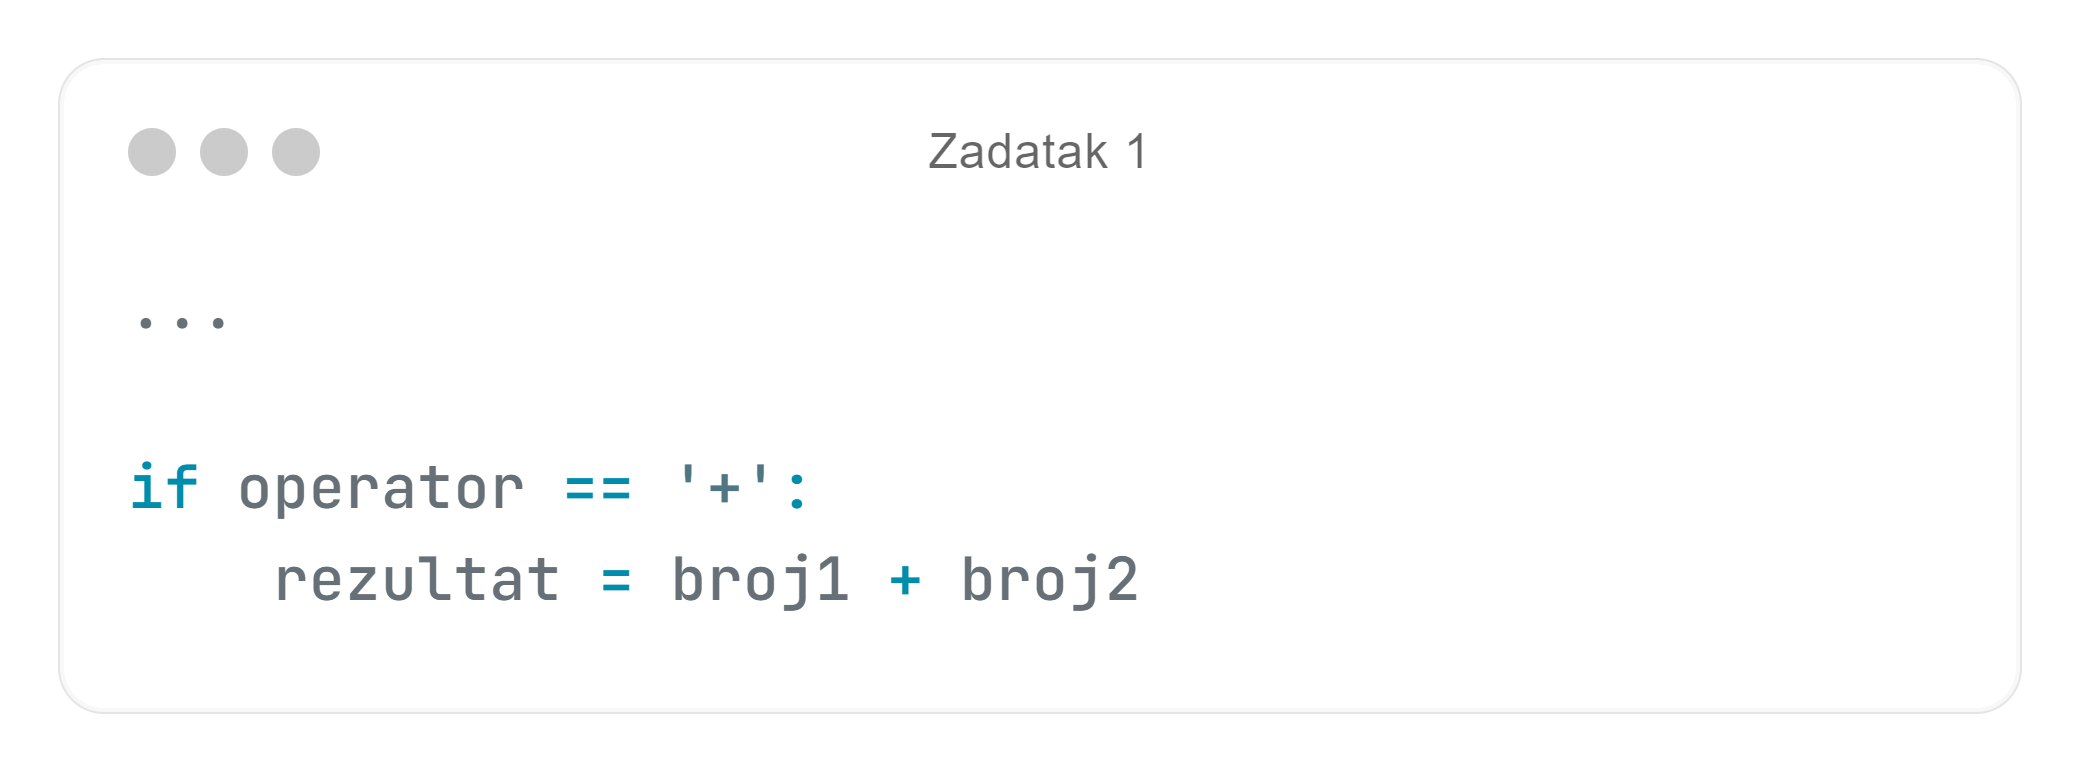 Zadatak 1
...
if operator == '+':
    rezultat = broj1 + broj2